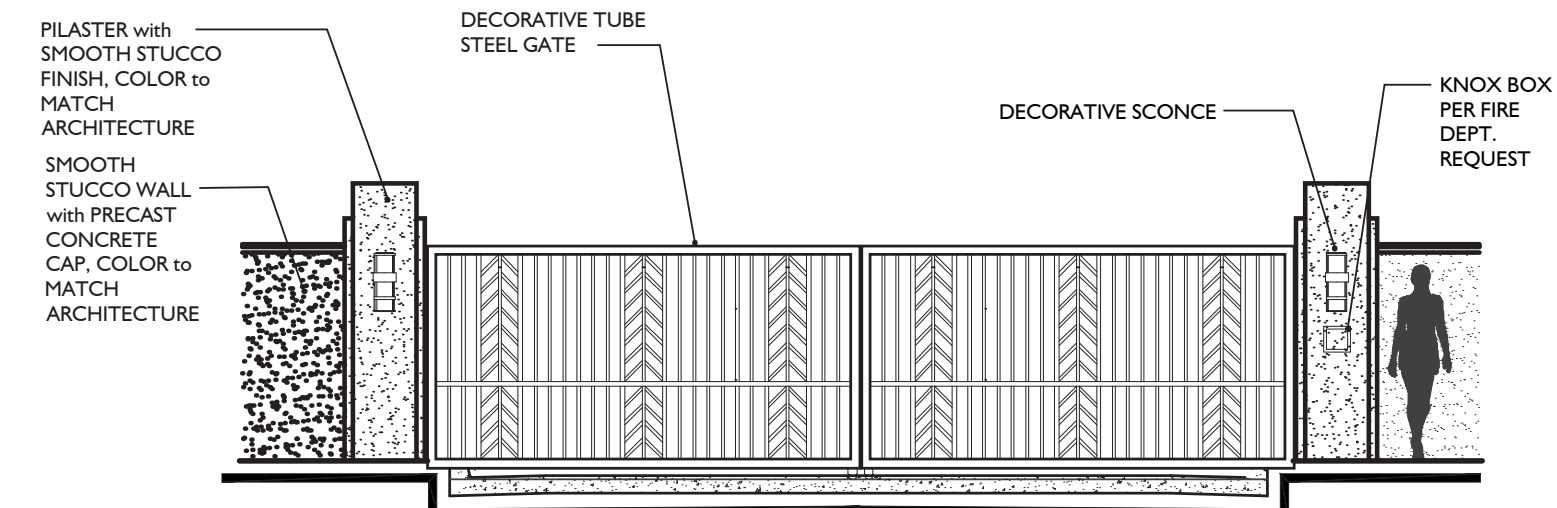 PILASTER with
SMOOTH STUCCO
FINISH, COLOR to
MATCH
ARCHITECTURE
SMOOTH
STUCCO WALL
with PRECAST
CONCRETE
CAP, COLOR to
MATCH
ARCHITECTURE
DECORATIVE TUBE
STEEL GATE
DECORATIVE SCONCE
KNOX BOX
PER FIRE
DEPT.
REQUEST